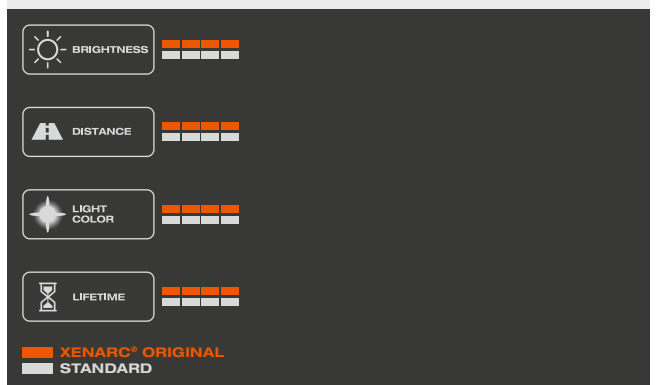 BRIGHTNESS
DISTANCE
LIGHT
COLOR
LIFETIME
XENARC® ORIGINAL
STANDARD